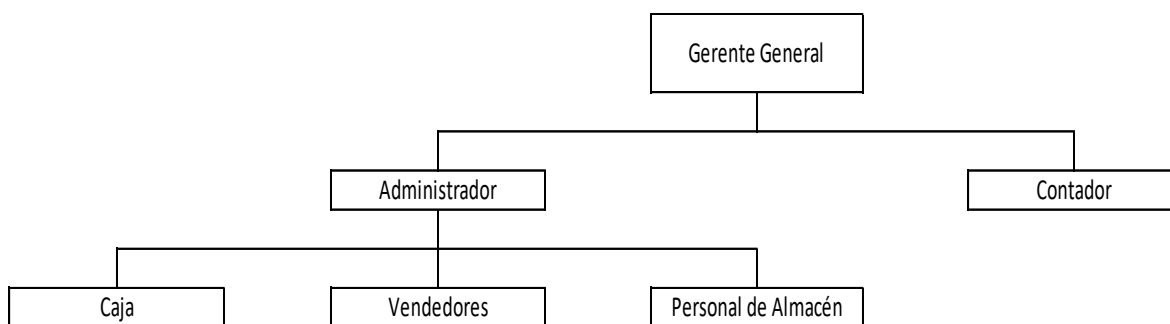 Gerente General
Administrador
Contador
Caja
Vendedores
Personal de Almacén